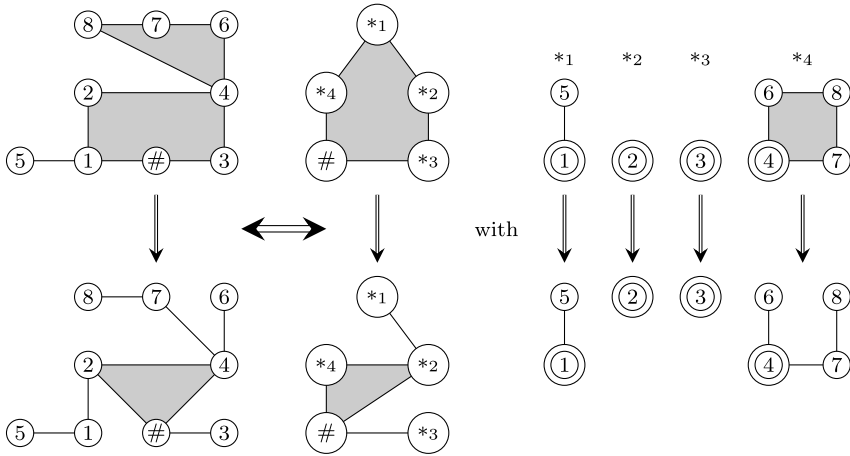 8 7 6 *1
*1 *2 *3 *4
2 4 *4 *2 5 6 8
5 1 # 3 # *3 1 2 3 4 7
with
8 7 6 *1 5 2 3 6 8
2 4 *4 *2 1 4 7
5 1 # 3 # *3